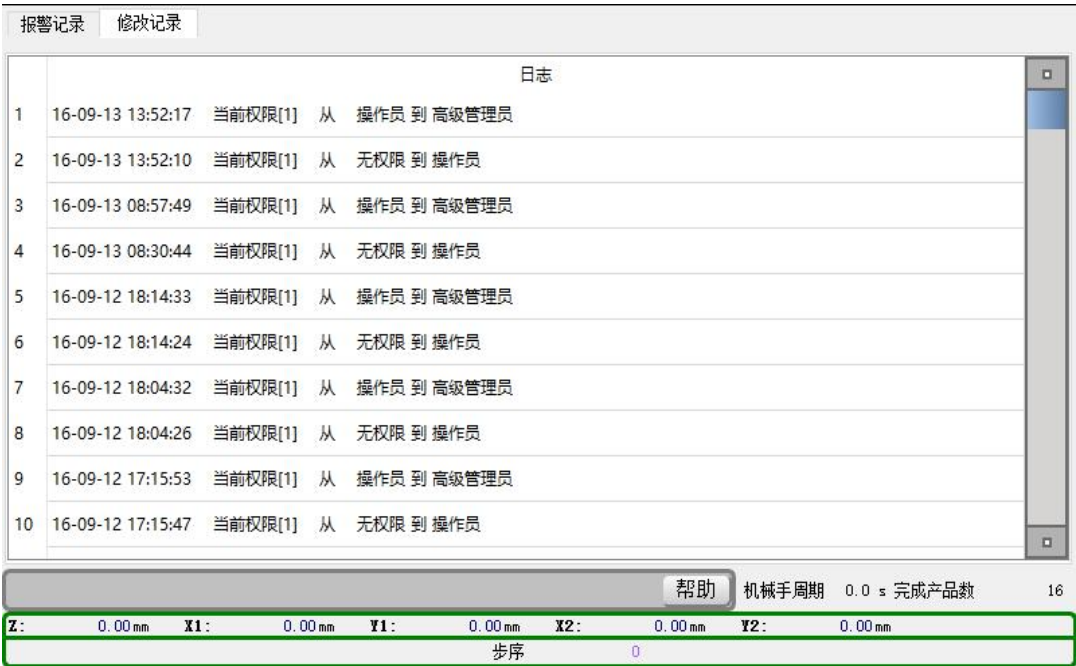 报警记录 修改记录
日志
1 16-09-13 13:52:17 当前权限[1] 从 操作员 到 高级管理员
2 16-09-13 13:52:10 当前权限[1] 从 无权限 到 操作员
3 16-09-13 08:57:49 当前权限[1] 从 操作员 到 高级管理员
4 16-09-13 08:30:44 当前权限[1] 从 无权限 到 操作员
5 16-09-12 18:14:33 当前权限[1] 从 操作员 到 高级管理员
6 16-09-12 18:14:24 当前权限[1] 从 无权限 到 操作员
7 16-09-12 18:04:32 当前权限[1] 从 操作员 到 高级管理员
8 16-09-12 18:04:26 当前权限[1] 从 无权限 到 操作员
9 16-09-12 17:15:53 当前权限[1] 从 操作员 到 高级管理员
10 16-09-12 17:15:47 当前权限[1] 从 无权限 到 操作员
帮助 机械手周期 0.0 s 完成产品数 16
Z: 0.00mm X1: 0.00mm Y1: 0.00mm X2: 0.00mm Y2: 0.00mm
步序 0